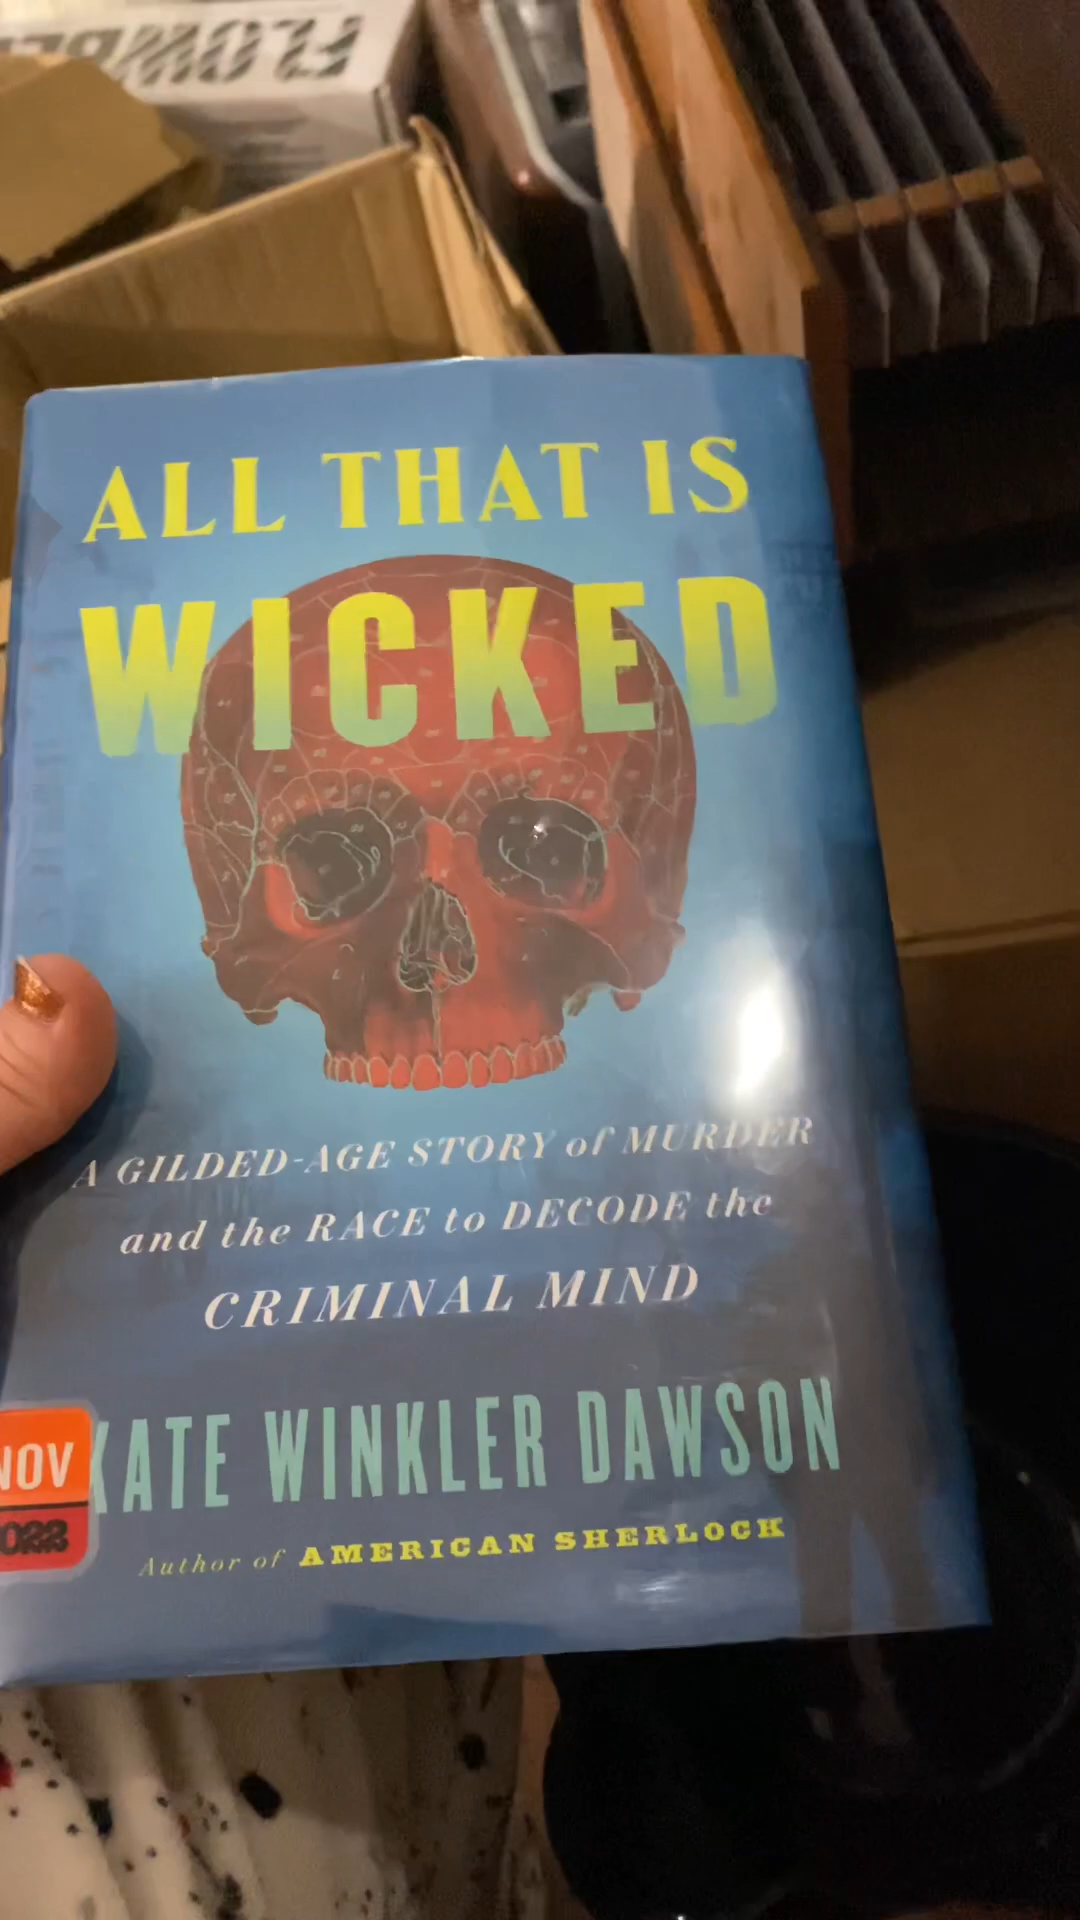 ALL THAT IS
WICKED
A GILDED-AGE STORY of MURDER
and the RACE to DECODE the
CRIMINAL MIND
NOV
KATE WINKLER DAWSON
Author of AMERICAN SHERLOCK